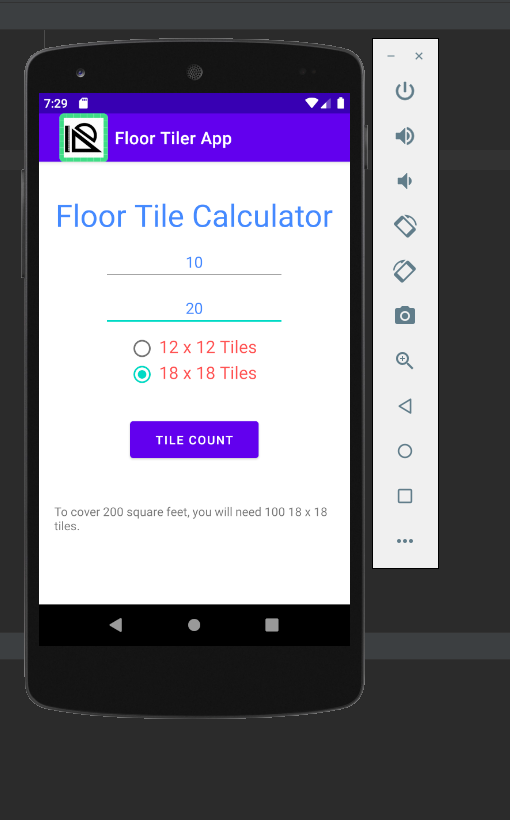 7:29
Floor Tiler App
Floor Tile Calculator
10
20
12 x 12 Tiles
18 x 18 Tiles
TILE COUNT
To cover 200 square feet, you will need 100 18 x 18
tiles.